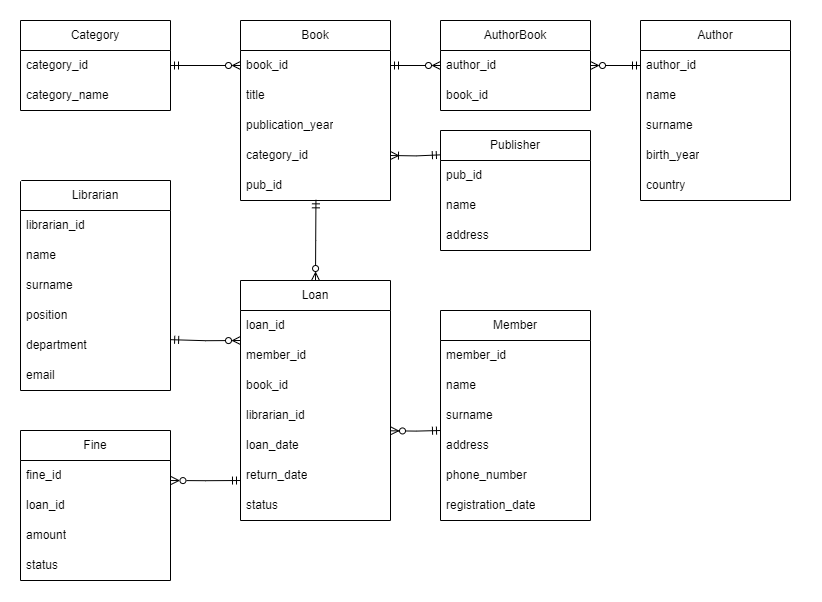 Category
category_id
category_name
Book
book_id
title
publication_year
category_id
pub_id
AuthorBook
author_id
book_id
Author
author_id
name
surname
birth_year
country
Publisher
pub_id
name
address
Librarian
librarian_id
name
surname
position
department
email
Loan
loan_id
member_id
book_id
librarian_id
loan_date
return_date
status
Member
member_id
name
surname
address
phone_number
registration_date
Fine
fine_id
loan_id
amount
status